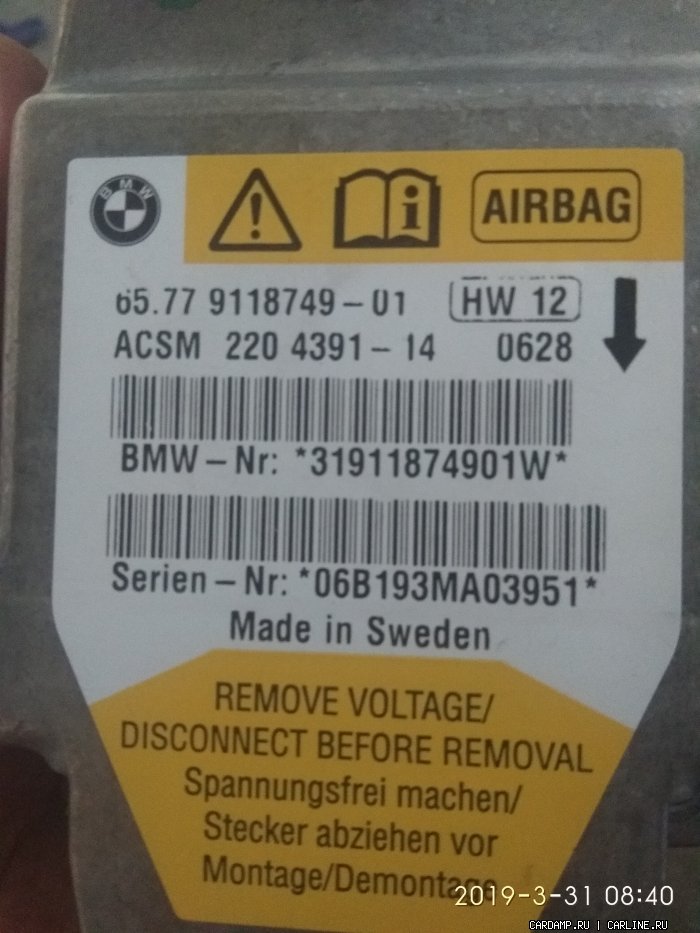 BMW
AIRBAG
65.77 9118749-01 HW 12
ACSM 220 4391-14 0628
BMW-Nr: *31911874901W*
Serien-Nr: *06B193MA03951*
Made in Sweden
REMOVE VOLTAGE/
DISCONNECT BEFORE REMOVAL
Spannungsfrei machen/
Stecker abziehen vor
Montage/Demontage
2019-3-31 08:40
CARDAMP.RU | CARLINE.RU